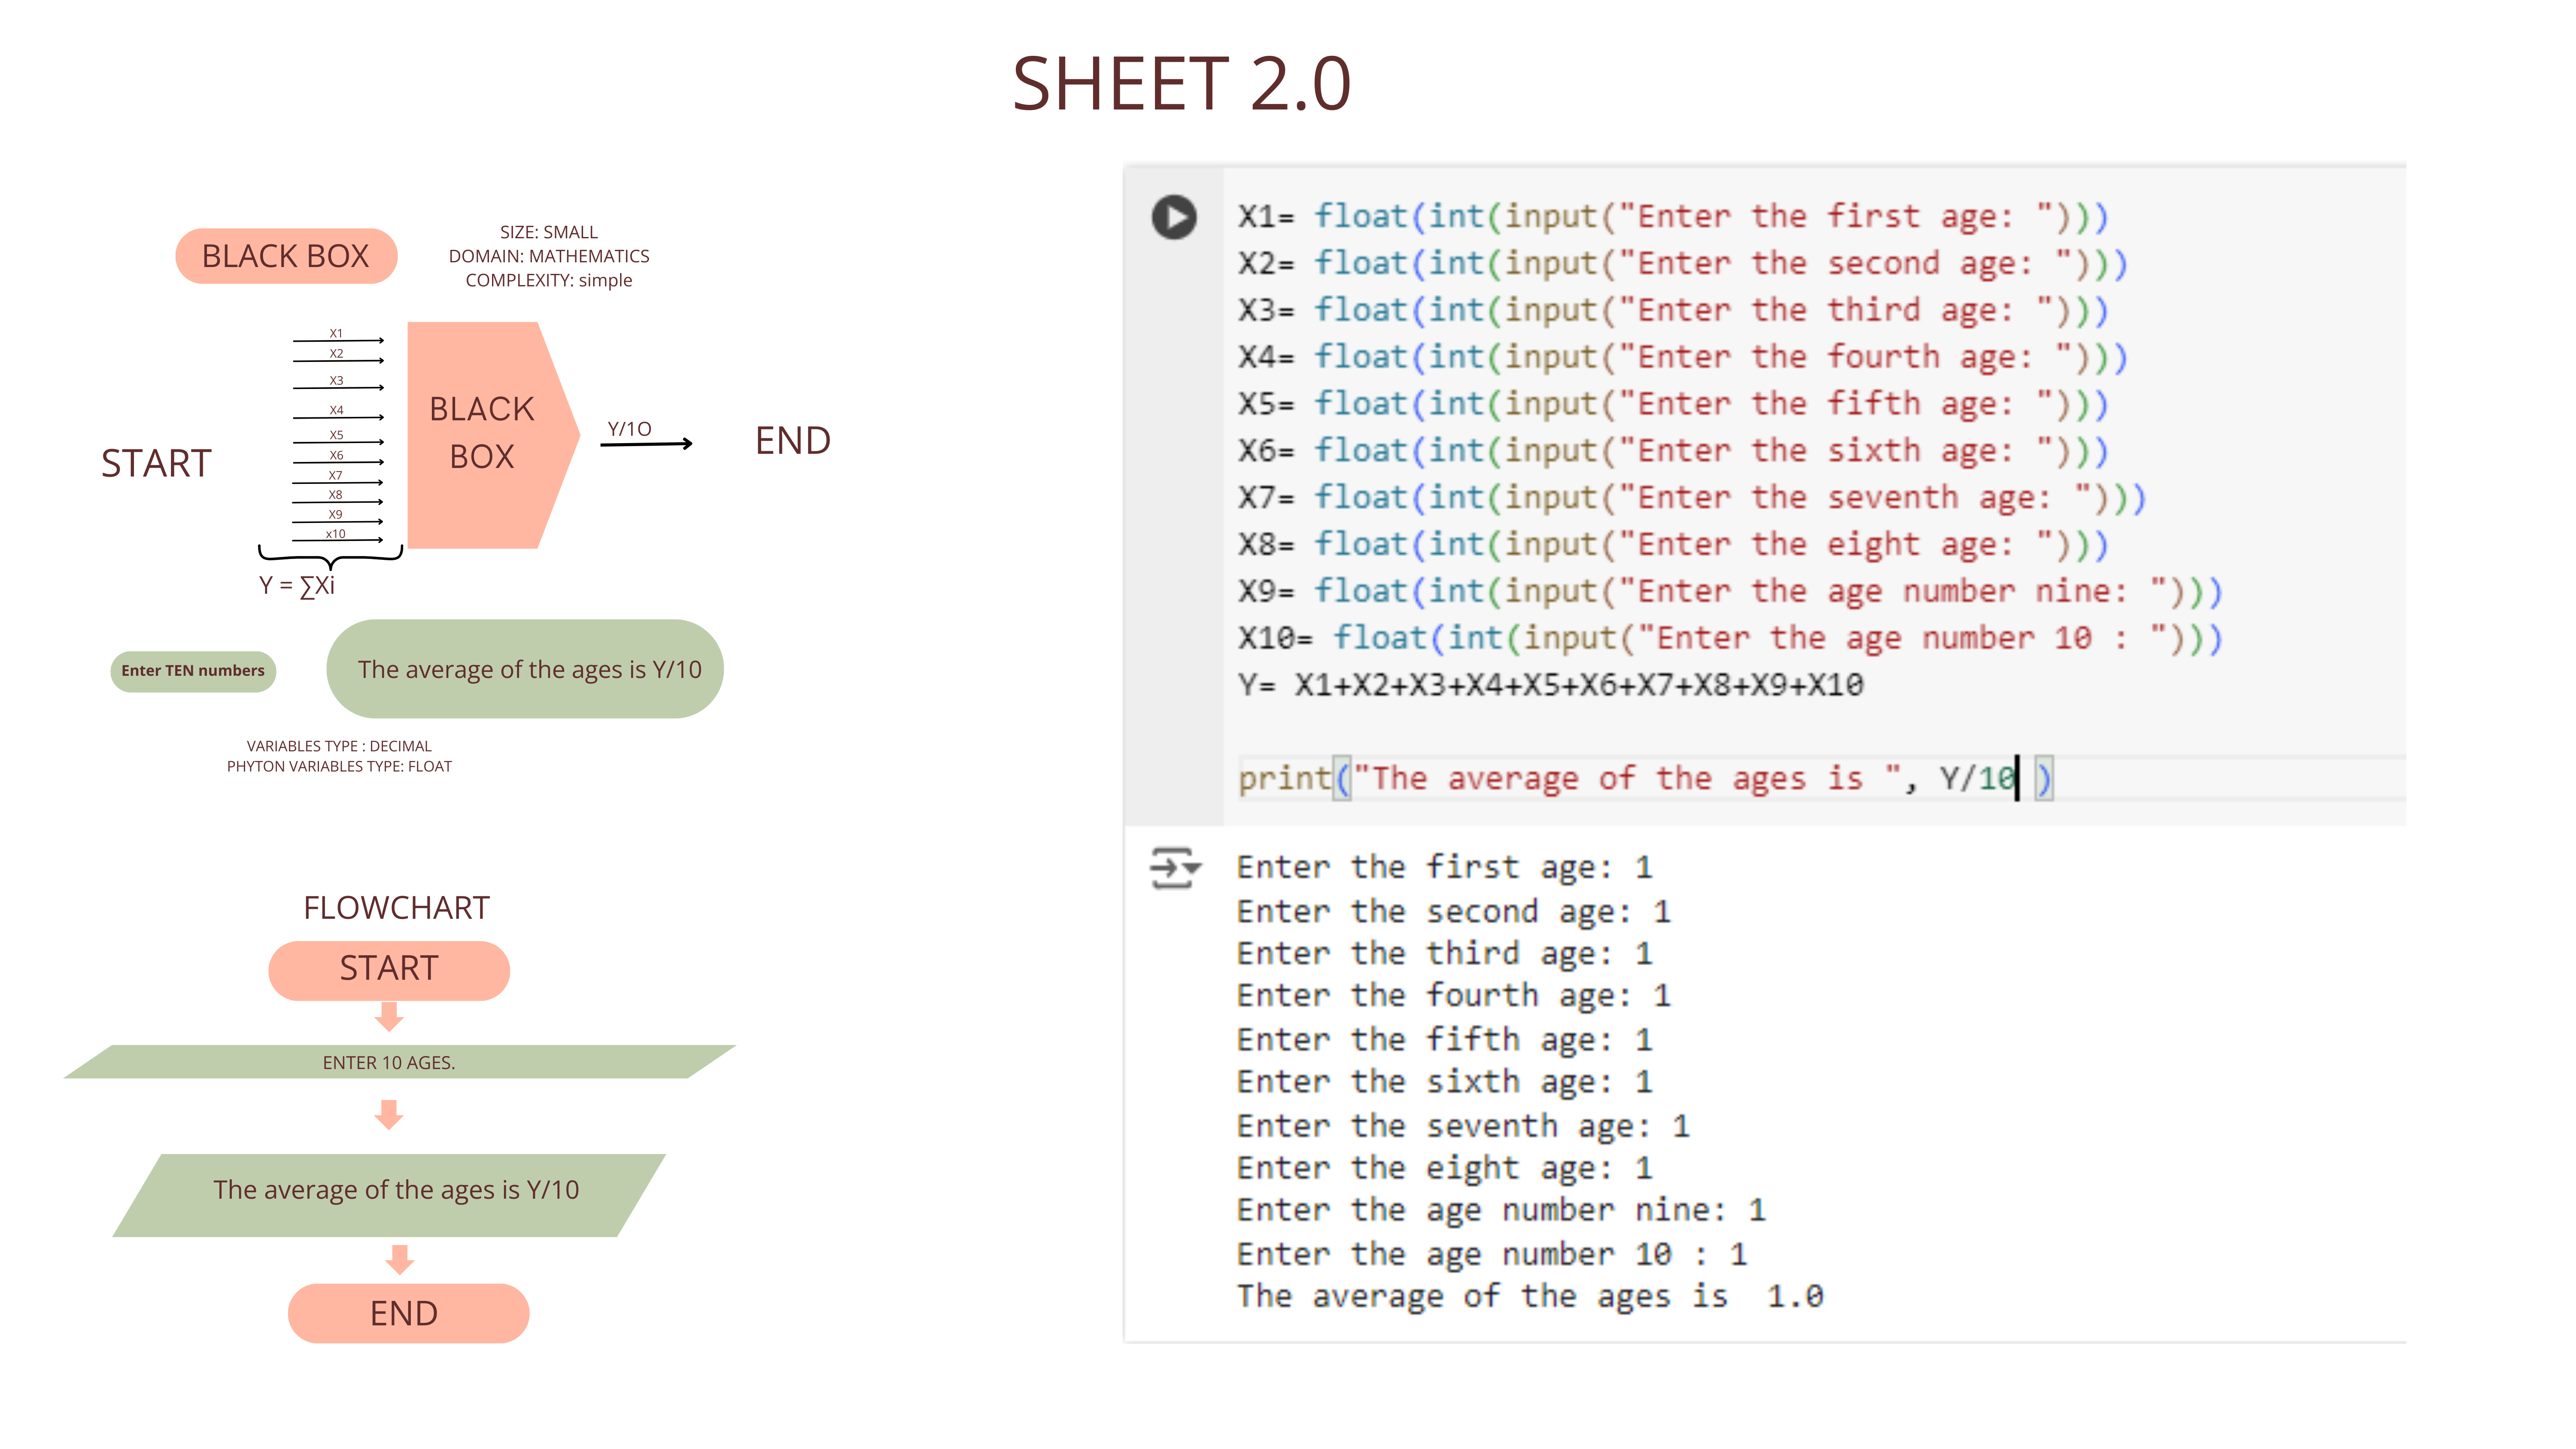 SHEET 2.0
BLACK BOX
SIZE: SMALL
DOMAIN: MATHEMATICS
COMPLEXITY: simple
X1
X2
X3
X4
X5
X6
X7
X8
X9
x10
START
BLACK
BOX
Y/1O
END
Y = ∑Xi
Enter TEN numbers
The average of the ages is Y/10
VARIABLES TYPE : DECIMAL
PHYTON VARIABLES TYPE: FLOAT
FLOWCHART
START
ENTER 10 AGES.
The average of the ages is Y/10
END
X1= float(int(input("Enter the first age: ")))
X2= float(int(input("Enter the second age: ")))
X3= float(int(input("Enter the third age: ")))
X4= float(int(input("Enter the fourth age: ")))
X5= float(int(input("Enter the fifth age: ")))
X6= float(int(input("Enter the sixth age: ")))
X7= float(int(input("Enter the seventh age: ")))
X8= float(int(input("Enter the eight age: ")))
X9= float(int(input("Enter the age number nine: ")))
X10= float(int(input("Enter the age number 10 : ")))
Y= X1+X2+X3+X4+X5+X6+X7+X8+X9+X10
print("The average of the ages is ", Y/10 )
Enter the first age: 1
Enter the second age: 1
Enter the third age: 1
Enter the fourth age: 1
Enter the fifth age: 1
Enter the sixth age: 1
Enter the seventh age: 1
Enter the eight age: 1
Enter the age number nine: 1
Enter the age number 10 : 1
The average of the ages is  1.0